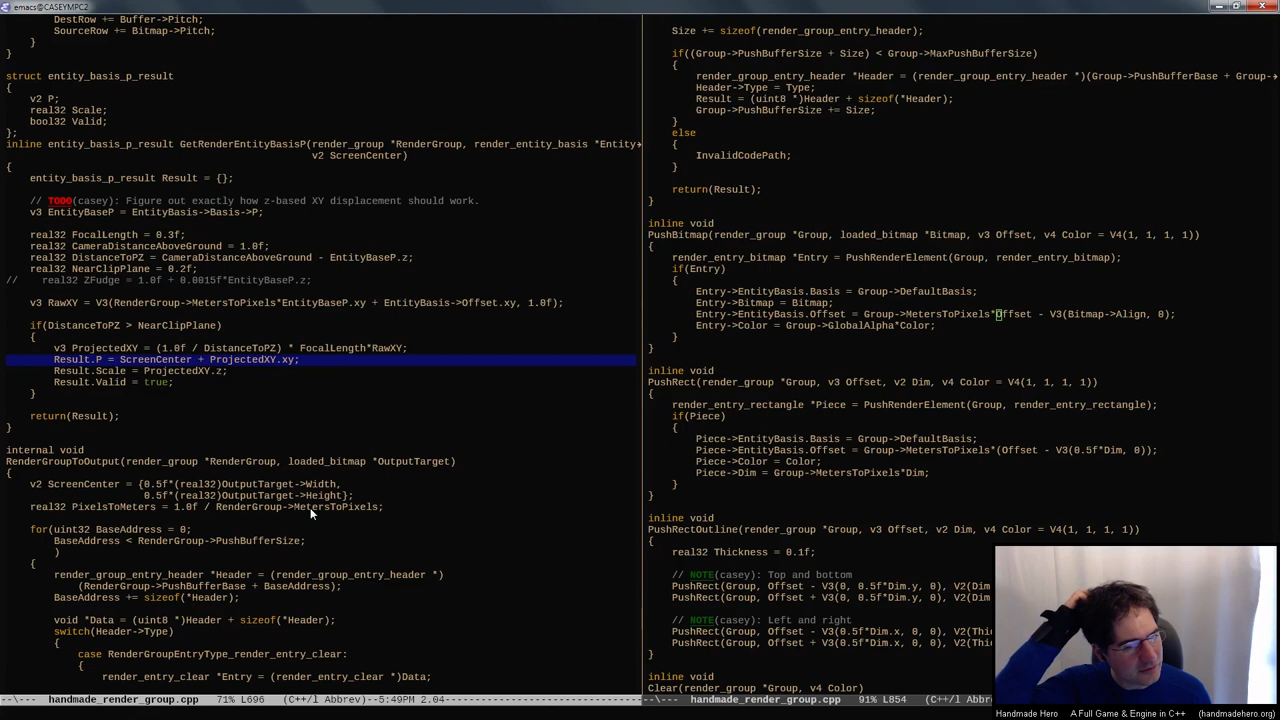 emacs@CASEYMPC2
DestRow += Buffer->Pitch;
SourceRow += Bitmap->Pitch;
}
}
struct entity_basis_p_result
{
v2 P;
real32 Scale;
bool32 Valid;
};
inline entity_basis_p_result GetRenderEntityBasisP(render_group *RenderGroup, render_entity_basis *Entity
v2 ScreenCenter)
{
entity_basis_p_result Result = {};
// TODO(casey): Figure out exactly how z-based XY displacement should work.
v3 EntityBaseP = EntityBasis->Basis->P;
real32 FocalLength = 0.3f;
real32 CameraDistanceAboveGround = 1.0f;
real32 DistanceToPZ = CameraDistanceAboveGround - EntityBaseP.z;
real32 NearClipPlane = 0.2f;
// real32 ZFudge = 1.0f + 0.0015f*EntityBaseP.z;
v3 RawXY = V3(RenderGroup->MetersToPixels*EntityBaseP.xy + EntityBasis->Offset.xy, 1.0f);
if(DistanceToPZ > NearClipPlane)
{
v3 ProjectedXY = (1.0f / DistanceToPZ) * FocalLength*RawXY;
Result.P = ScreenCenter + ProjectedXY.xy;
Result.Scale = ProjectedXY.z;
Result.Valid = true;
}
return(Result);
}
internal void
RenderGroupToOutput(render_group *RenderGroup, loaded_bitmap *OutputTarget)
{
v2 ScreenCenter = {0.5f*(real32)OutputTarget->Width,
0.5f*(real32)OutputTarget->Height};
real32 PixelsToMeters = 1.0f / RenderGroup->MetersToPixels;
for(uint32 BaseAddress = 0;
BaseAddress < RenderGroup->PushBufferSize;
)
{
render_group_entry_header *Header = (render_group_entry_header *)
(RenderGroup->PushBufferBase + BaseAddress);
BaseAddress += sizeof(*Header);
void *Data = (uint8 *)Header + sizeof(*Header);
switch(Header->Type)
{
case RenderGroupEntryType_render_entry_clear:
{
render_entry_clear *Entry = (render_entry_clear *)Data;
--\--- handmade_render_group.cpp 71% L696 (C++/l Abbrev)--5:49PM 2.04
Size += sizeof(render_group_entry_header);
if((Group->PushBufferSize + Size) < Group->MaxPushBufferSize)
{
render_group_entry_header *Header = (render_group_entry_header *)(Group->PushBufferBase + Group-
Header->Type = Type;
Result = (uint8 *)Header + sizeof(*Header);
Group->PushBufferSize += Size;
}
else
{
InvalidCodePath;
}
return(Result);
}
inline void
PushBitmap(render_group *Group, loaded_bitmap *Bitmap, v3 Offset, v4 Color = V4(1, 1, 1, 1))
{
render_entry_bitmap *Entry = PushRenderElement(Group, render_entry_bitmap);
if(Entry)
{
Entry->EntityBasis.Basis = Group->DefaultBasis;
Entry->Bitmap = Bitmap;
Entry->EntityBasis.Offset = Group->MetersToPixels*Offset - V3(Bitmap->Align, 0);
Entry->Color = Group->GlobalAlpha*Color;
}
}
inline void
PushRect(render_group *Group, v3 Offset, v2 Dim, v4 Color = V4(1, 1, 1, 1))
{
render_entry_rectangle *Piece = PushRenderElement(Group, render_entry_rectangle);
if(Piece)
{
Piece->EntityBasis.Basis = Group->DefaultBasis;
Piece->EntityBasis.Offset = Group->MetersToPixels*(Offset - V3(0.5f*Dim, 0));
Piece->Color = Color;
Piece->Dim = Group->MetersToPixels*Dim;
}
}
inline void
PushRectOutline(render_group *Group, v3 Offset, v2 Dim, v4 Color = V4(1, 1, 1, 1))
{
real32 Thickness = 0.1f;
// NOTE(casey): Top and bottom
PushRect(Group, Offset - V3(0, 0.5f*Dim.y, 0), V2(Dim
PushRect(Group, Offset + V3(0, 0.5f*Dim.y, 0), V2(Dim
// NOTE(casey): Left and right
PushRect(Group, Offset - V3(0.5f*Dim.x, 0, 0), V2(Thi
PushRect(Group, Offset + V3(0.5f*Dim.x, 0, 0), V2(Thi
}
inline void
Clear(render_group *Group, v4 Color)
--\--- handmade_render_group.cpp 91% L854 (C++/l Abbrev)
Handmade Hero A Full Game & Engine in C++ (handmadehero.org)